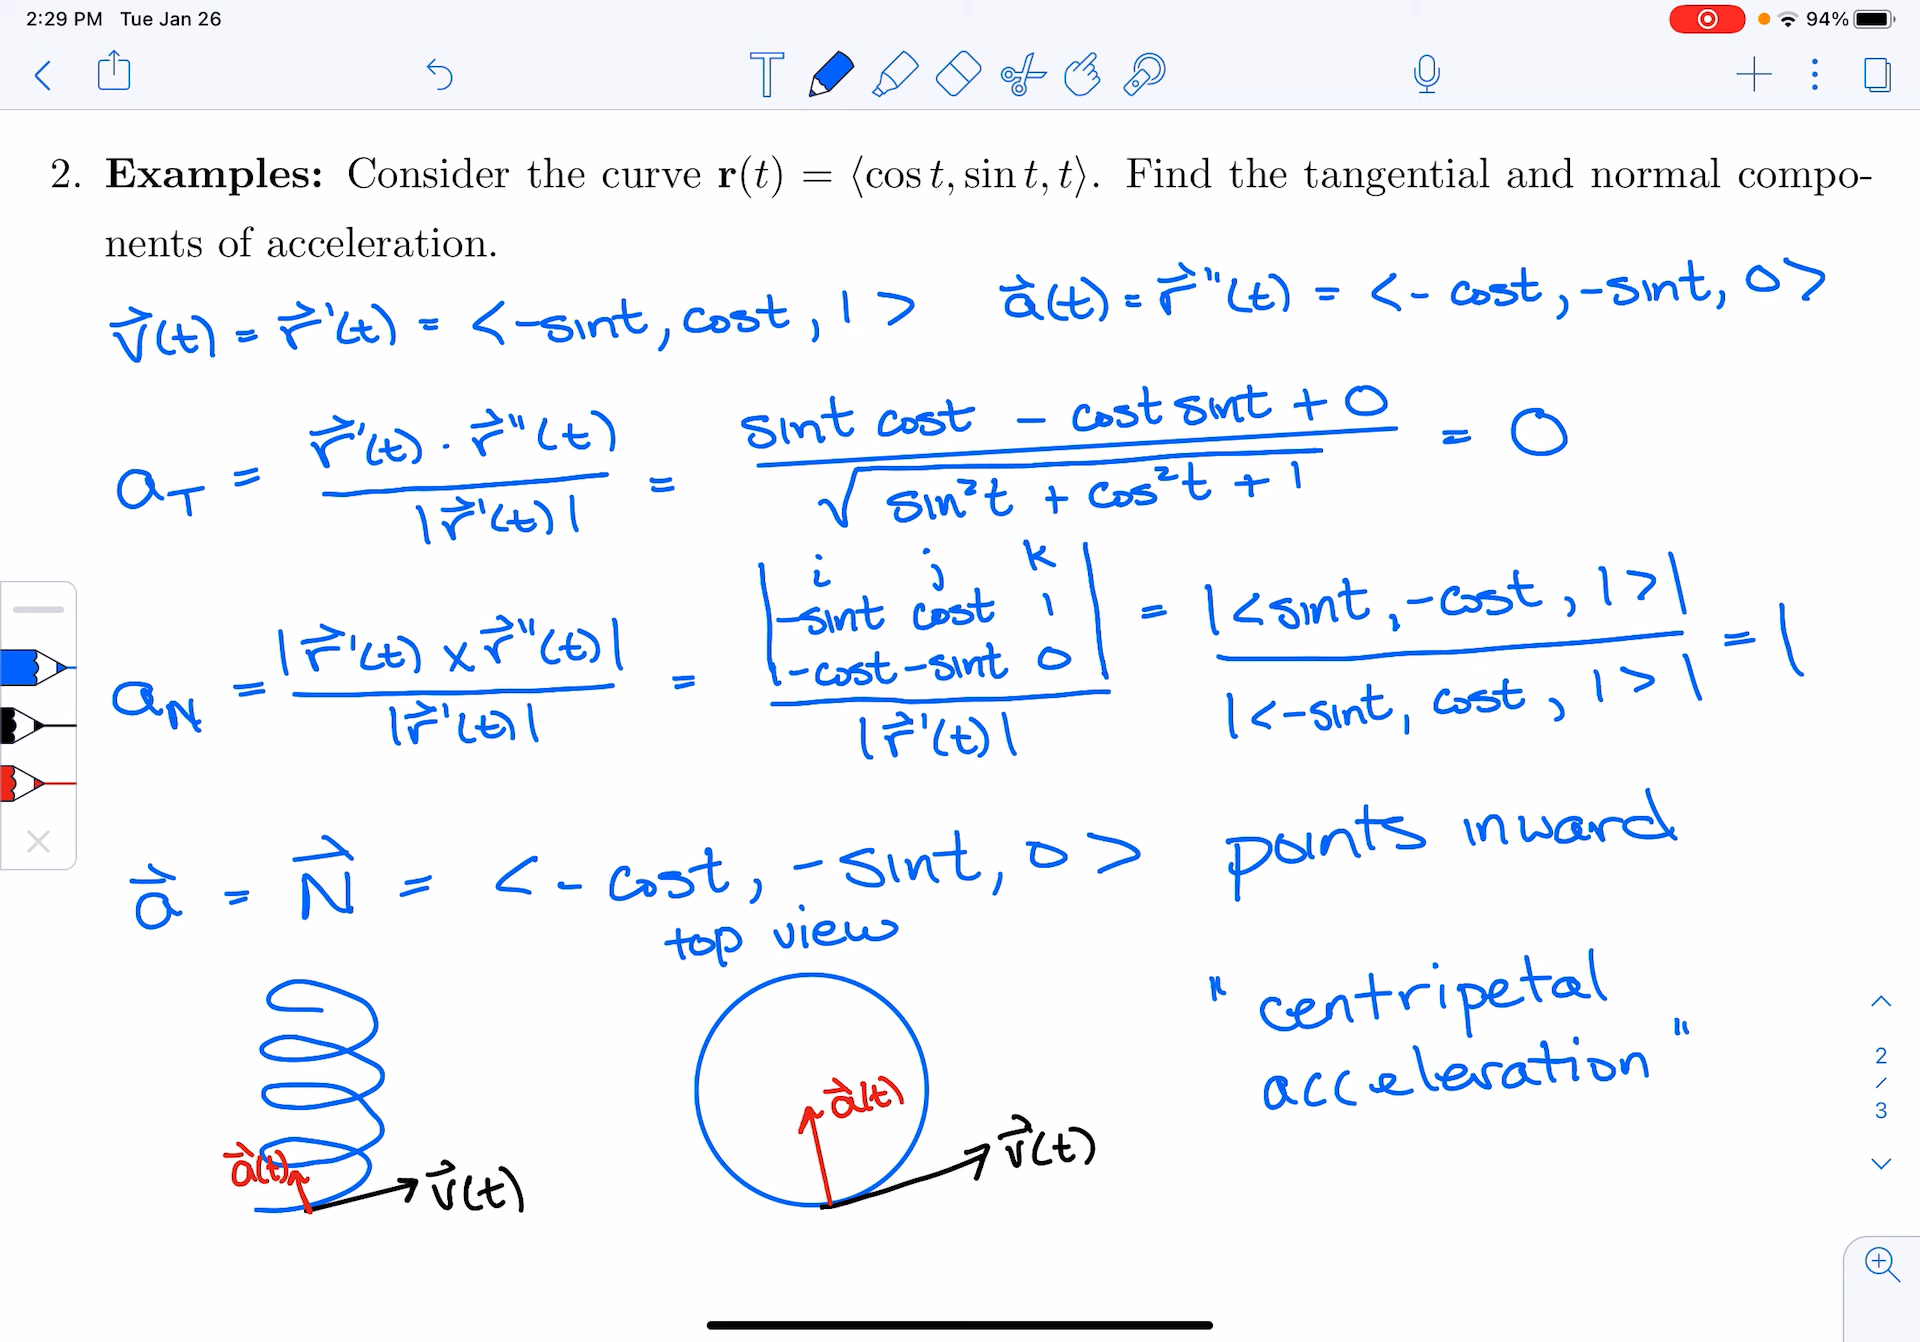 2:29 PM Tue Jan 26 94%
2. Examples: Consider the curve r(t) = ⟨cos t, sin t, t⟩. Find the tangential and normal compo-
nents of acceleration.
v⃗(t) = r⃗'(t) = <-sint, cost, 1> a⃗(t) = r⃗''(t) = <-cost, -sint, 0>
a_T = (r⃗'(t) · r⃗''(t)) / |r⃗'(t)| = (sint cost - cost sint + 0) / √(sin²t + cos²t + 1) = 0
a_N = |r⃗'(t) x r⃗''(t)| / |r⃗'(t)| = |i j k; -sint cost 1; -cost -sint 0| / |r⃗'(t)| = |<sint, -cost, 1>| / |<-sint, cost, 1>| = 1
a⃗ = N⃗ = <-cost, -sint, 0> points inward
top view
"centripetal
acceleration"
a⃗(t) v⃗(t)
a⃗(t) v⃗(t)
2
/
3